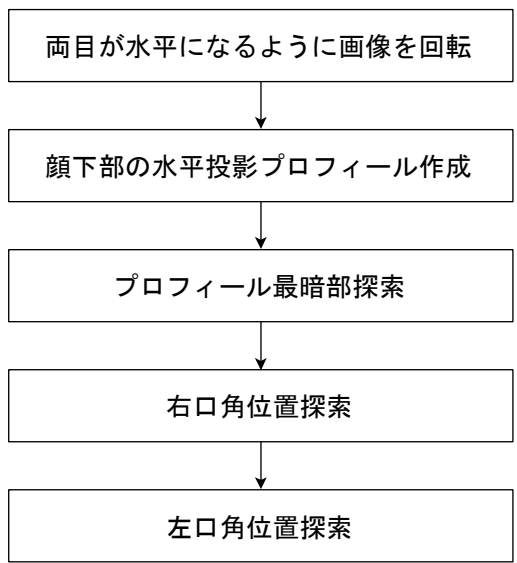 両目が水平になるように画像を回転
顔下部の水平投影プロフィール作成
プロフィール最暗部探索
右口角位置探索
左口角位置探索